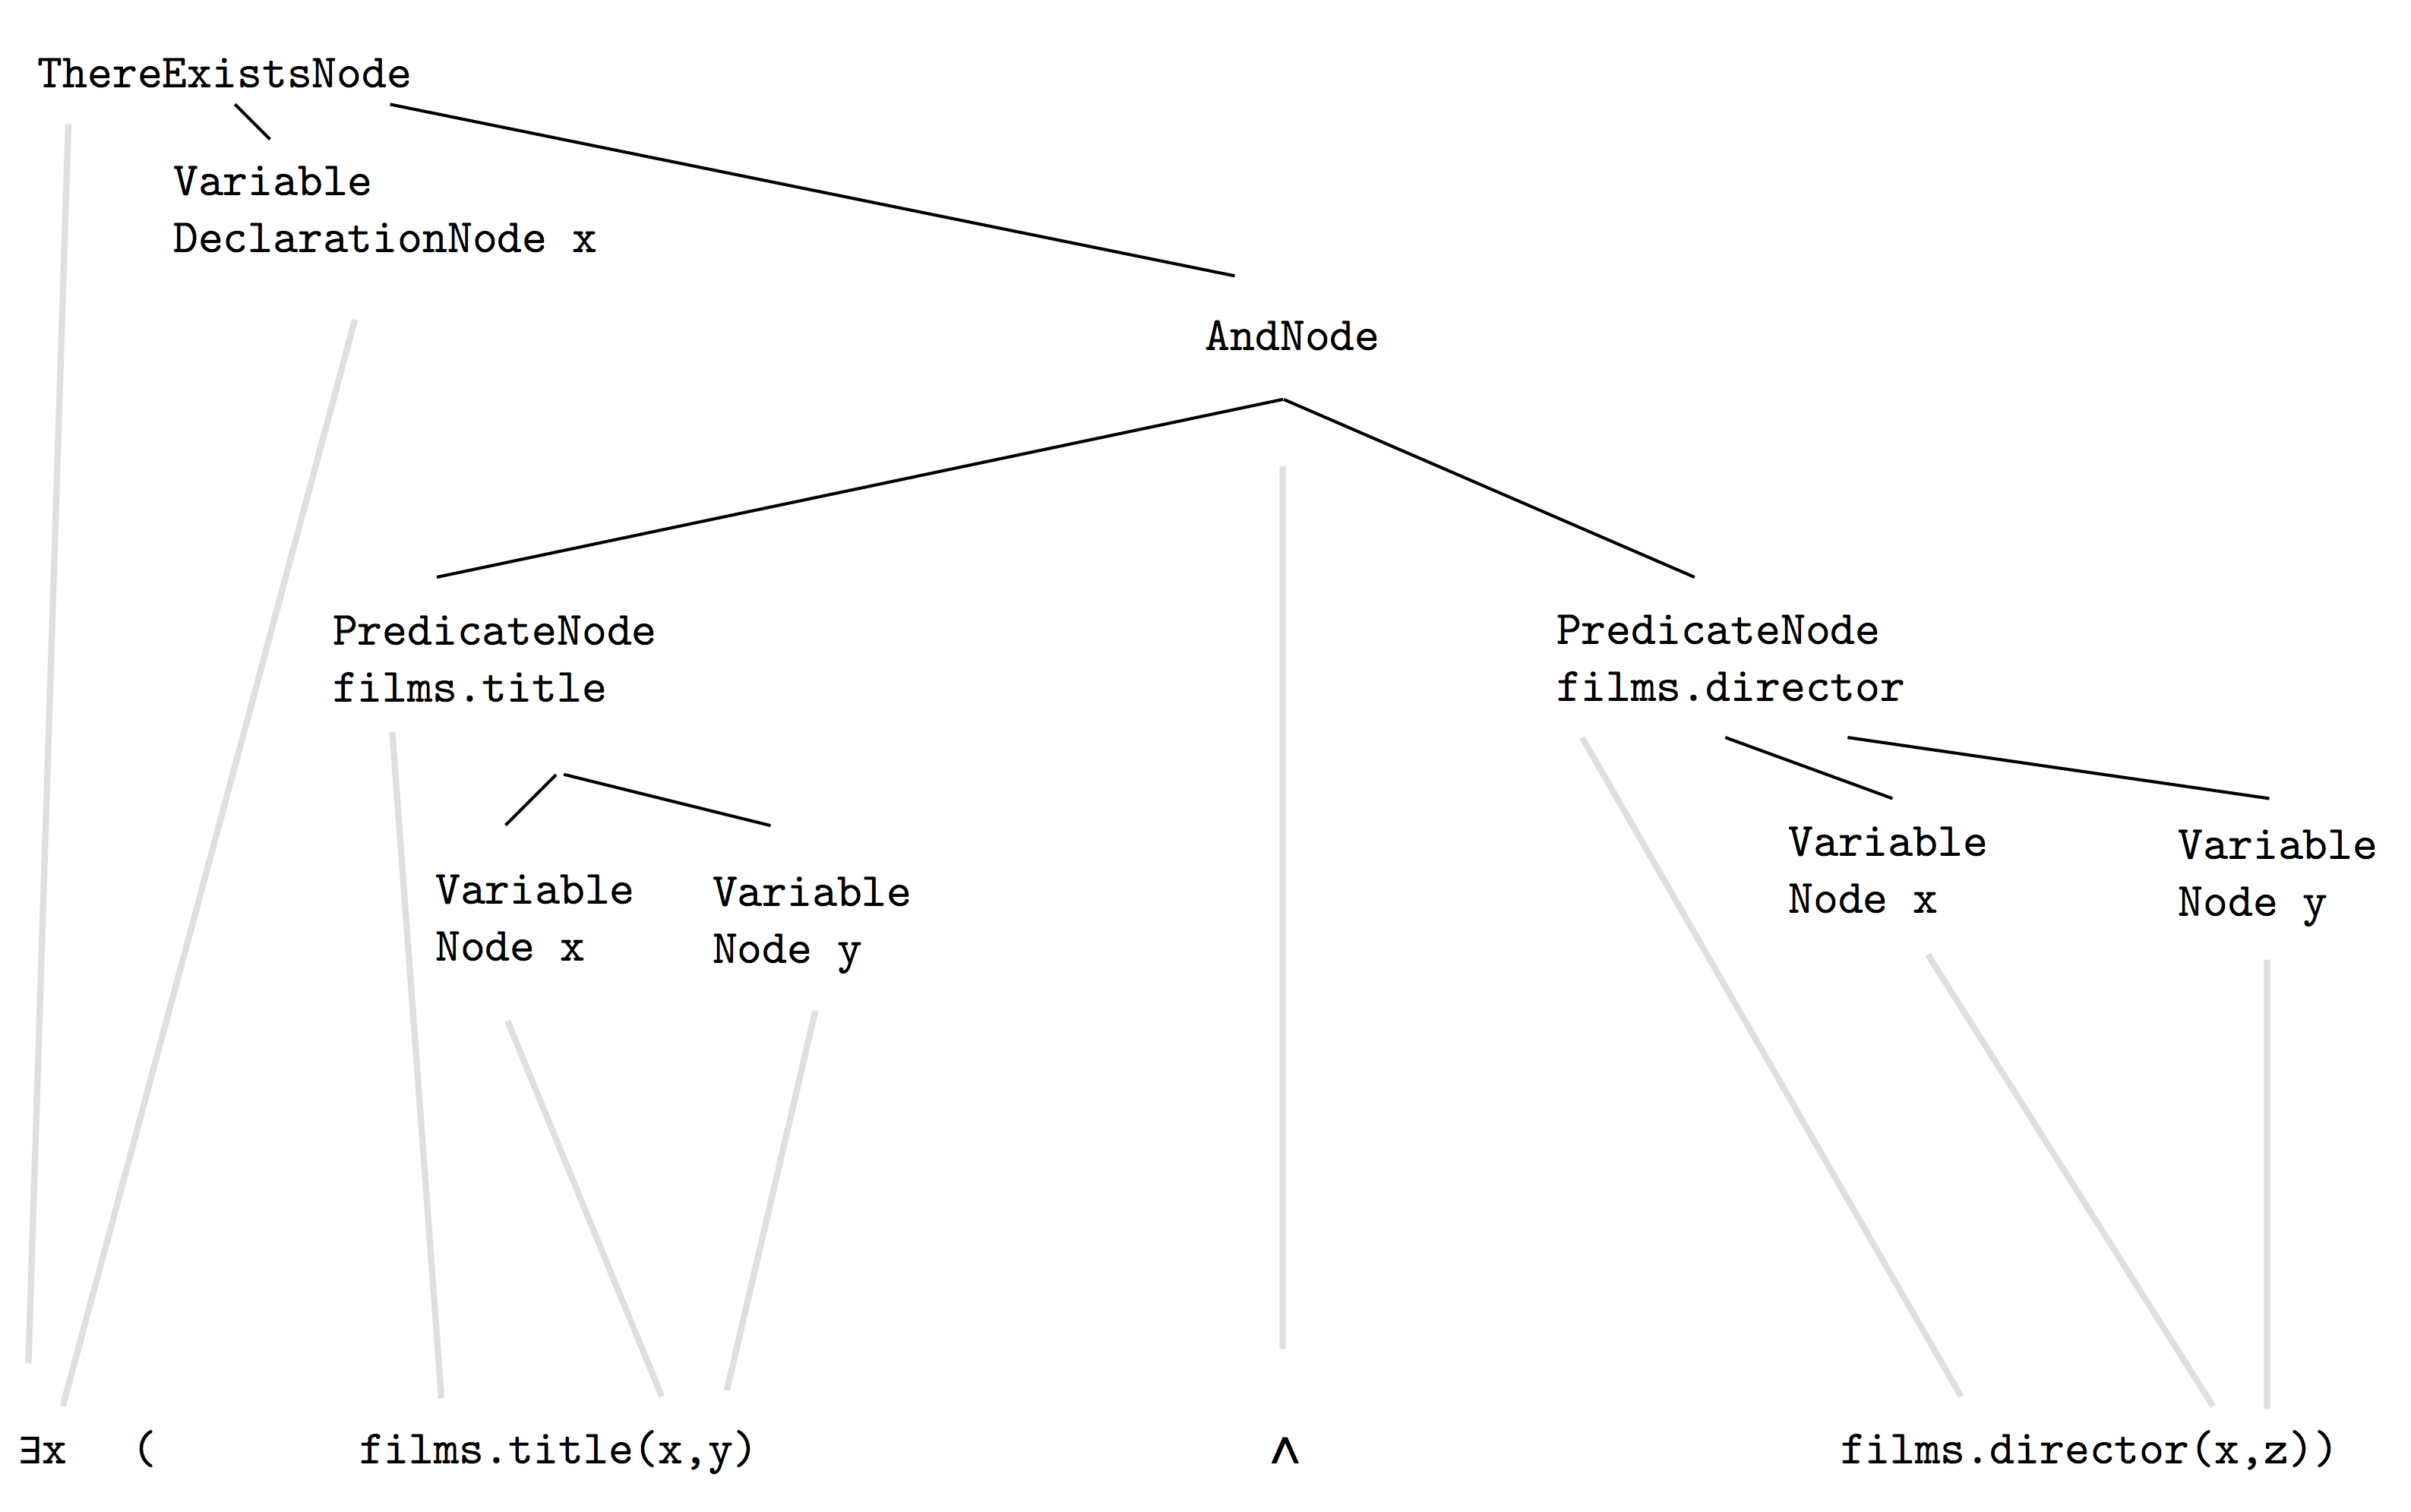 ThereExistsNode
Variable
DeclarationNode x
AndNode
PredicateNode
films.title
PredicateNode
films.director
Variable
Node x
Variable
Node y
Variable
Node x
Variable
Node y
∃x ( films.title(x,y) ∧ films.director(x,z))